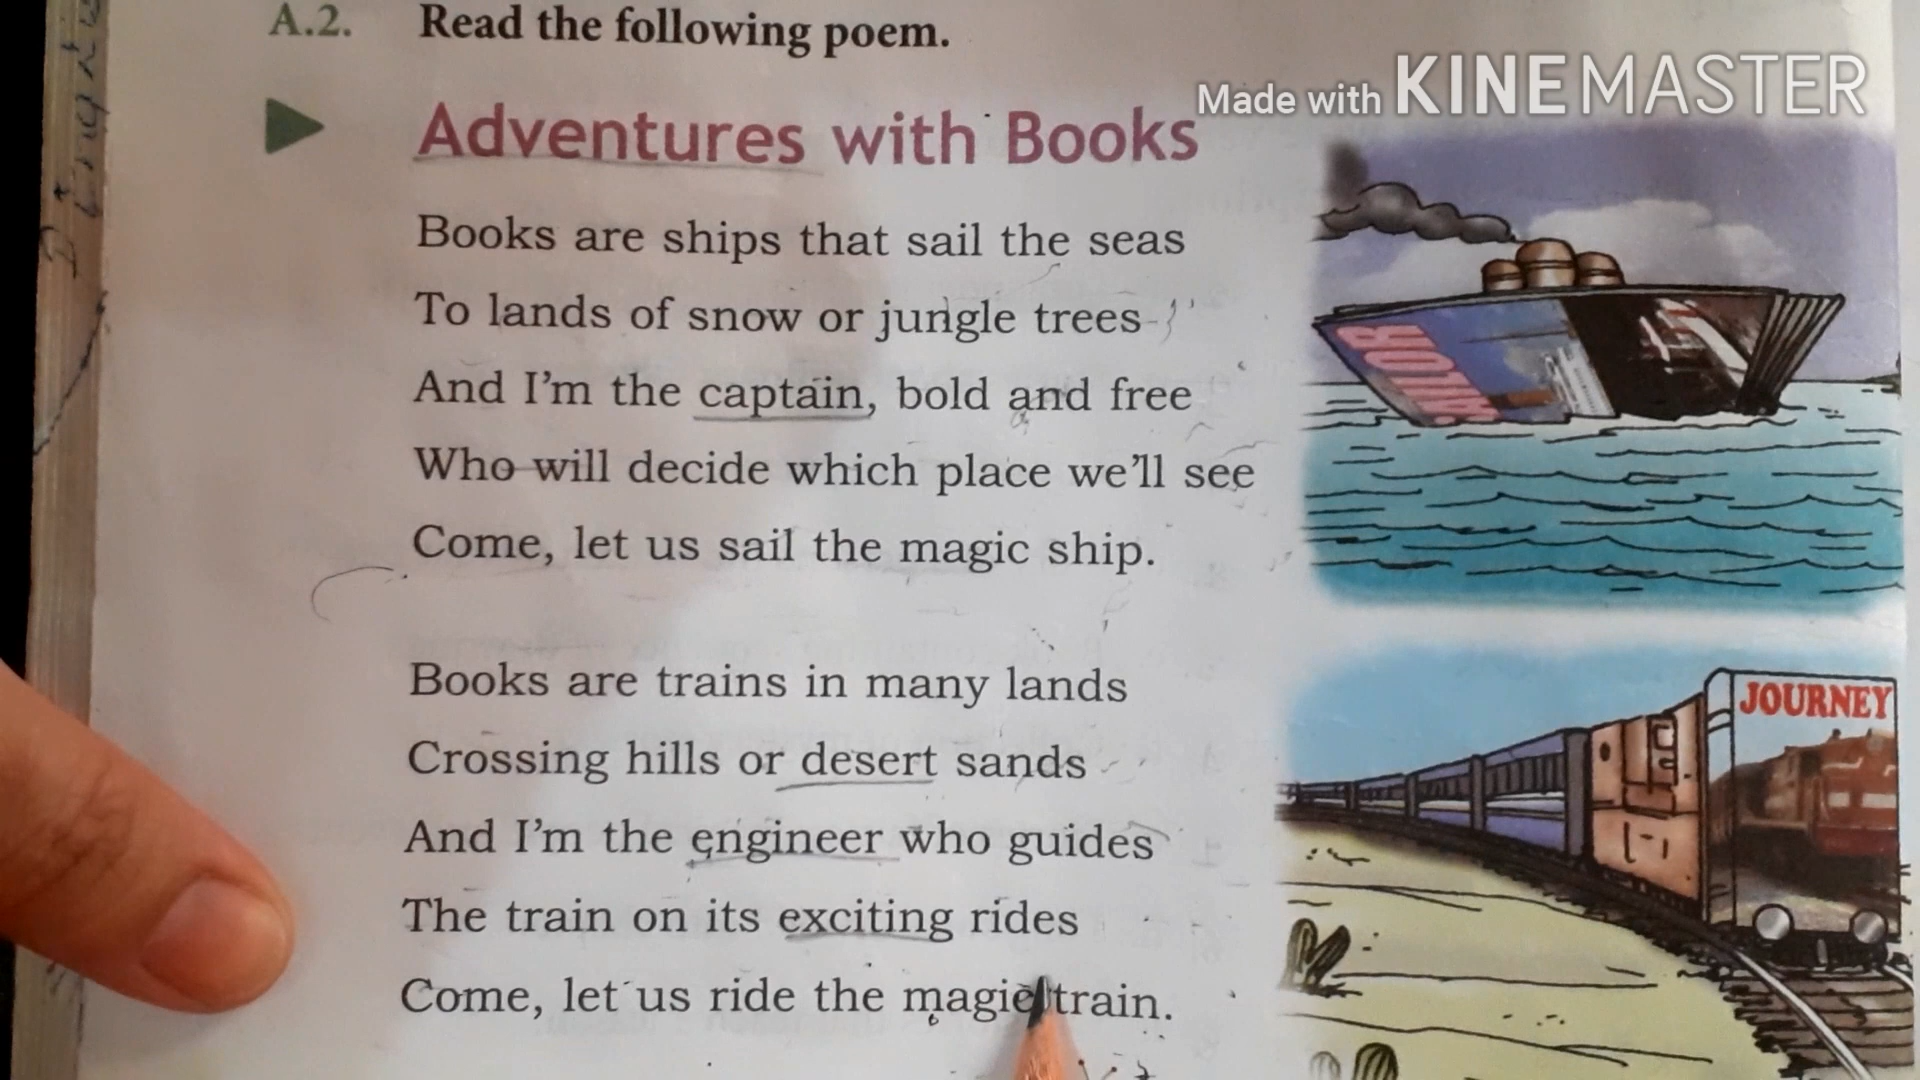 A.2. Read the following poem.
Made with KINEMASTER
Adventures with Books
Books are ships that sail the seas
To lands of snow or jungle trees
And I'm the captain, bold and free
Who will decide which place we'll see
Come, let us sail the magic ship.
Books are trains in many lands
Crossing hills or desert sands
And I'm the engineer who guides
The train on its exciting rides
Come, let us ride the magic train.
JOURNEY